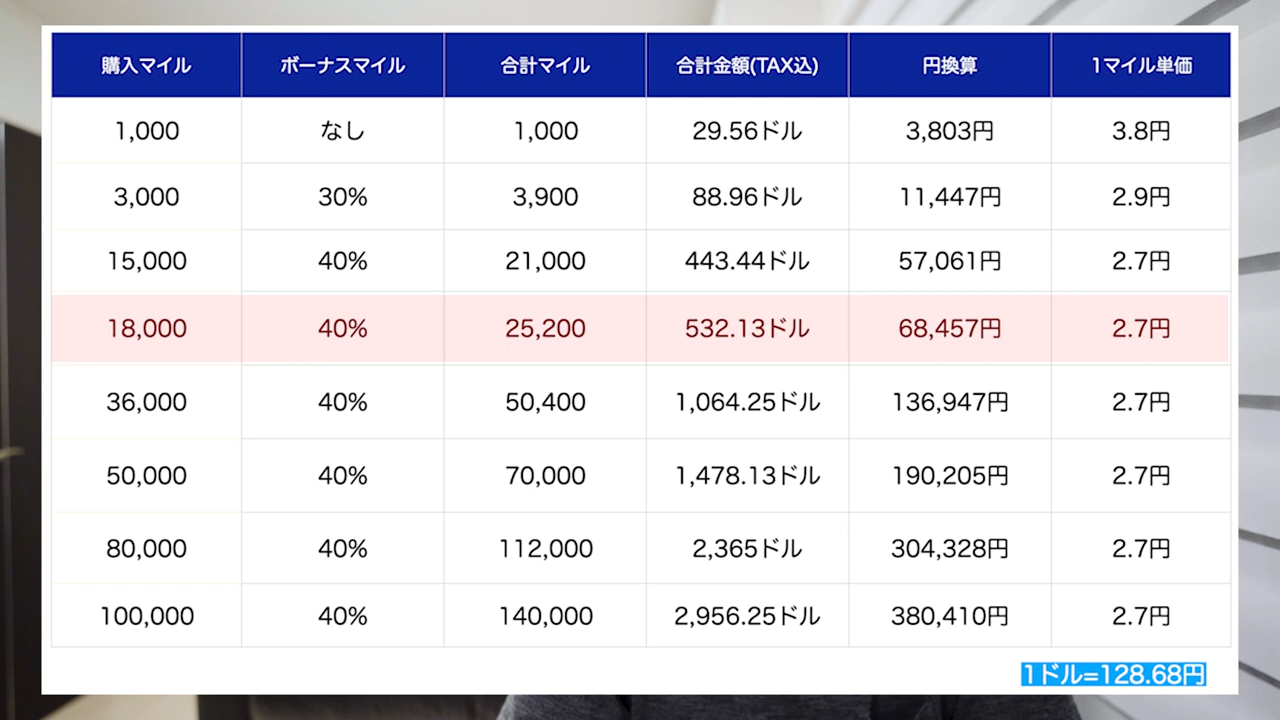 購入マイル ボーナスマイル 合計マイル 合計金額(TAX込) 円換算 1マイル単価
1,000 なし 1,000 29.56ドル 3,803円 3.8円
3,000 30% 3,900 88.96ドル 11,447円 2.9円
15,000 40% 21,000 443.44ドル 57,061円 2.7円
18,000 40% 25,200 532.13ドル 68,457円 2.7円
36,000 40% 50,400 1,064.25ドル 136,947円 2.7円
50,000 40% 70,000 1,478.13ドル 190,205円 2.7円
80,000 40% 112,000 2,365ドル 304,328円 2.7円
100,000 40% 140,000 2,956.25ドル 380,410円 2.7円
1ドル=128.68円